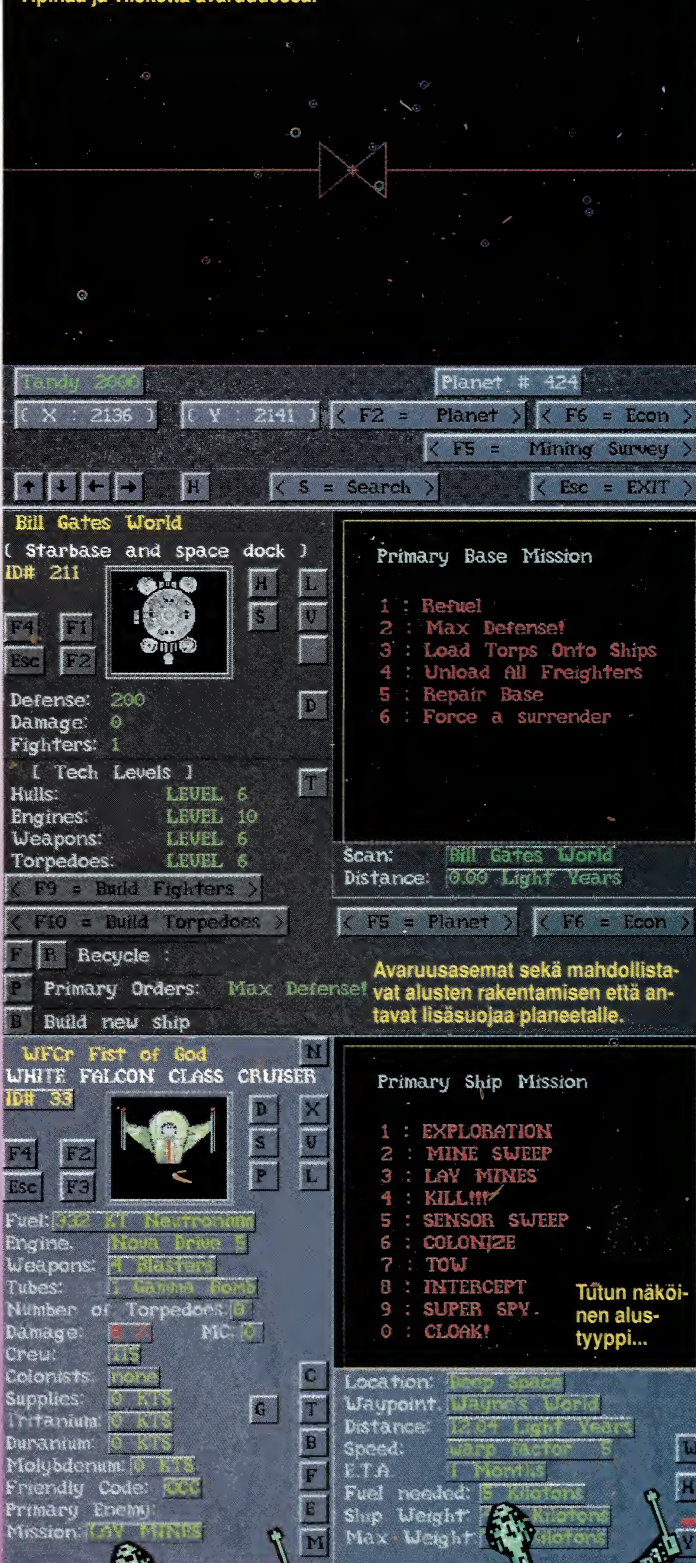 Tandy 2000
Planet # 424
( X : 2136 )
( Y : 2141 )
< F2 = Planet >
< F6 = Econ >
< F5 = Mining Survey >
H
< S = Search >
< Esc = EXIT >
Bill Gates World
( Starbase and space dock )
ID# 211
H
L
S
V
F4
F1
Esc
F2
Defense: 200
D
Damage: 0
Fighters: 1
[ Tech Levels ]
T
Hulls: LEVEL 6
Engines: LEVEL 10
Weapons: LEVEL 6
Torpedoes: LEVEL 6
< F9 = Build Fighters >
< F10 = Build Torpedoes >
F R Recycle :
P Primary Orders: Max Defense!
B Build new ship
Primary Base Mission
1 : Refuel
2 : Max Defense!
3 : Load Torps Onto Ships
4 : Unload All Freighters
5 : Repair Base
6 : Force a surrender
Scan: Bill Gates World
Distance: 0.00 Light Years
< F5 = Planet >
< F6 = Econ >
Avaruusasemat sekä mahdollista-
vat alusten rakentamisen että an-
tavat lisäsuojaa planeetalle.
WFCr Fist of God
N
WHITE FALCON CLASS CRUISER
ID# 33
D
X
S
U
P
L
F4
F2
Esc
F3
Fuel: 332 KT Neutronium
Engine. Nova Drive 5
Weapons: 4 Blasters
Tubes: 1 Gamma Bomb
Number of Torpedoes: 0
Damage: 8 % MC: 0
Crew: 115
Colonists: none
C
Supplies: 0 KTS
G
T
Tritanium: 0 KTS
Duranium: 0 KTS
B
Molybdenum: 0 KTS
F
Friendly Code: CCC
Primary Enemy:
E
Mission: LAY MINES
M
Primary Ship Mission
1 : EXPLORATION
2 : MINE SWEEP
3 : LAY MINES
4 : KILL!!!
5 : SENSOR SWEEP
6 : COLONIZE
7 : TOW
8 : INTERCEPT
9 : SUPER SPY
0 : CLOAK!
Tutun näköi-
nen alus-
tyyppi...
Location: Deep Space
Waypoint. Wayne's World
Distance: 12.04 Light Years
Speed: warp factor 5
W
E.T.A 1 Months
H
Fuel needed: Kilotons
Ship Weight: Kilotons
Max Weight: